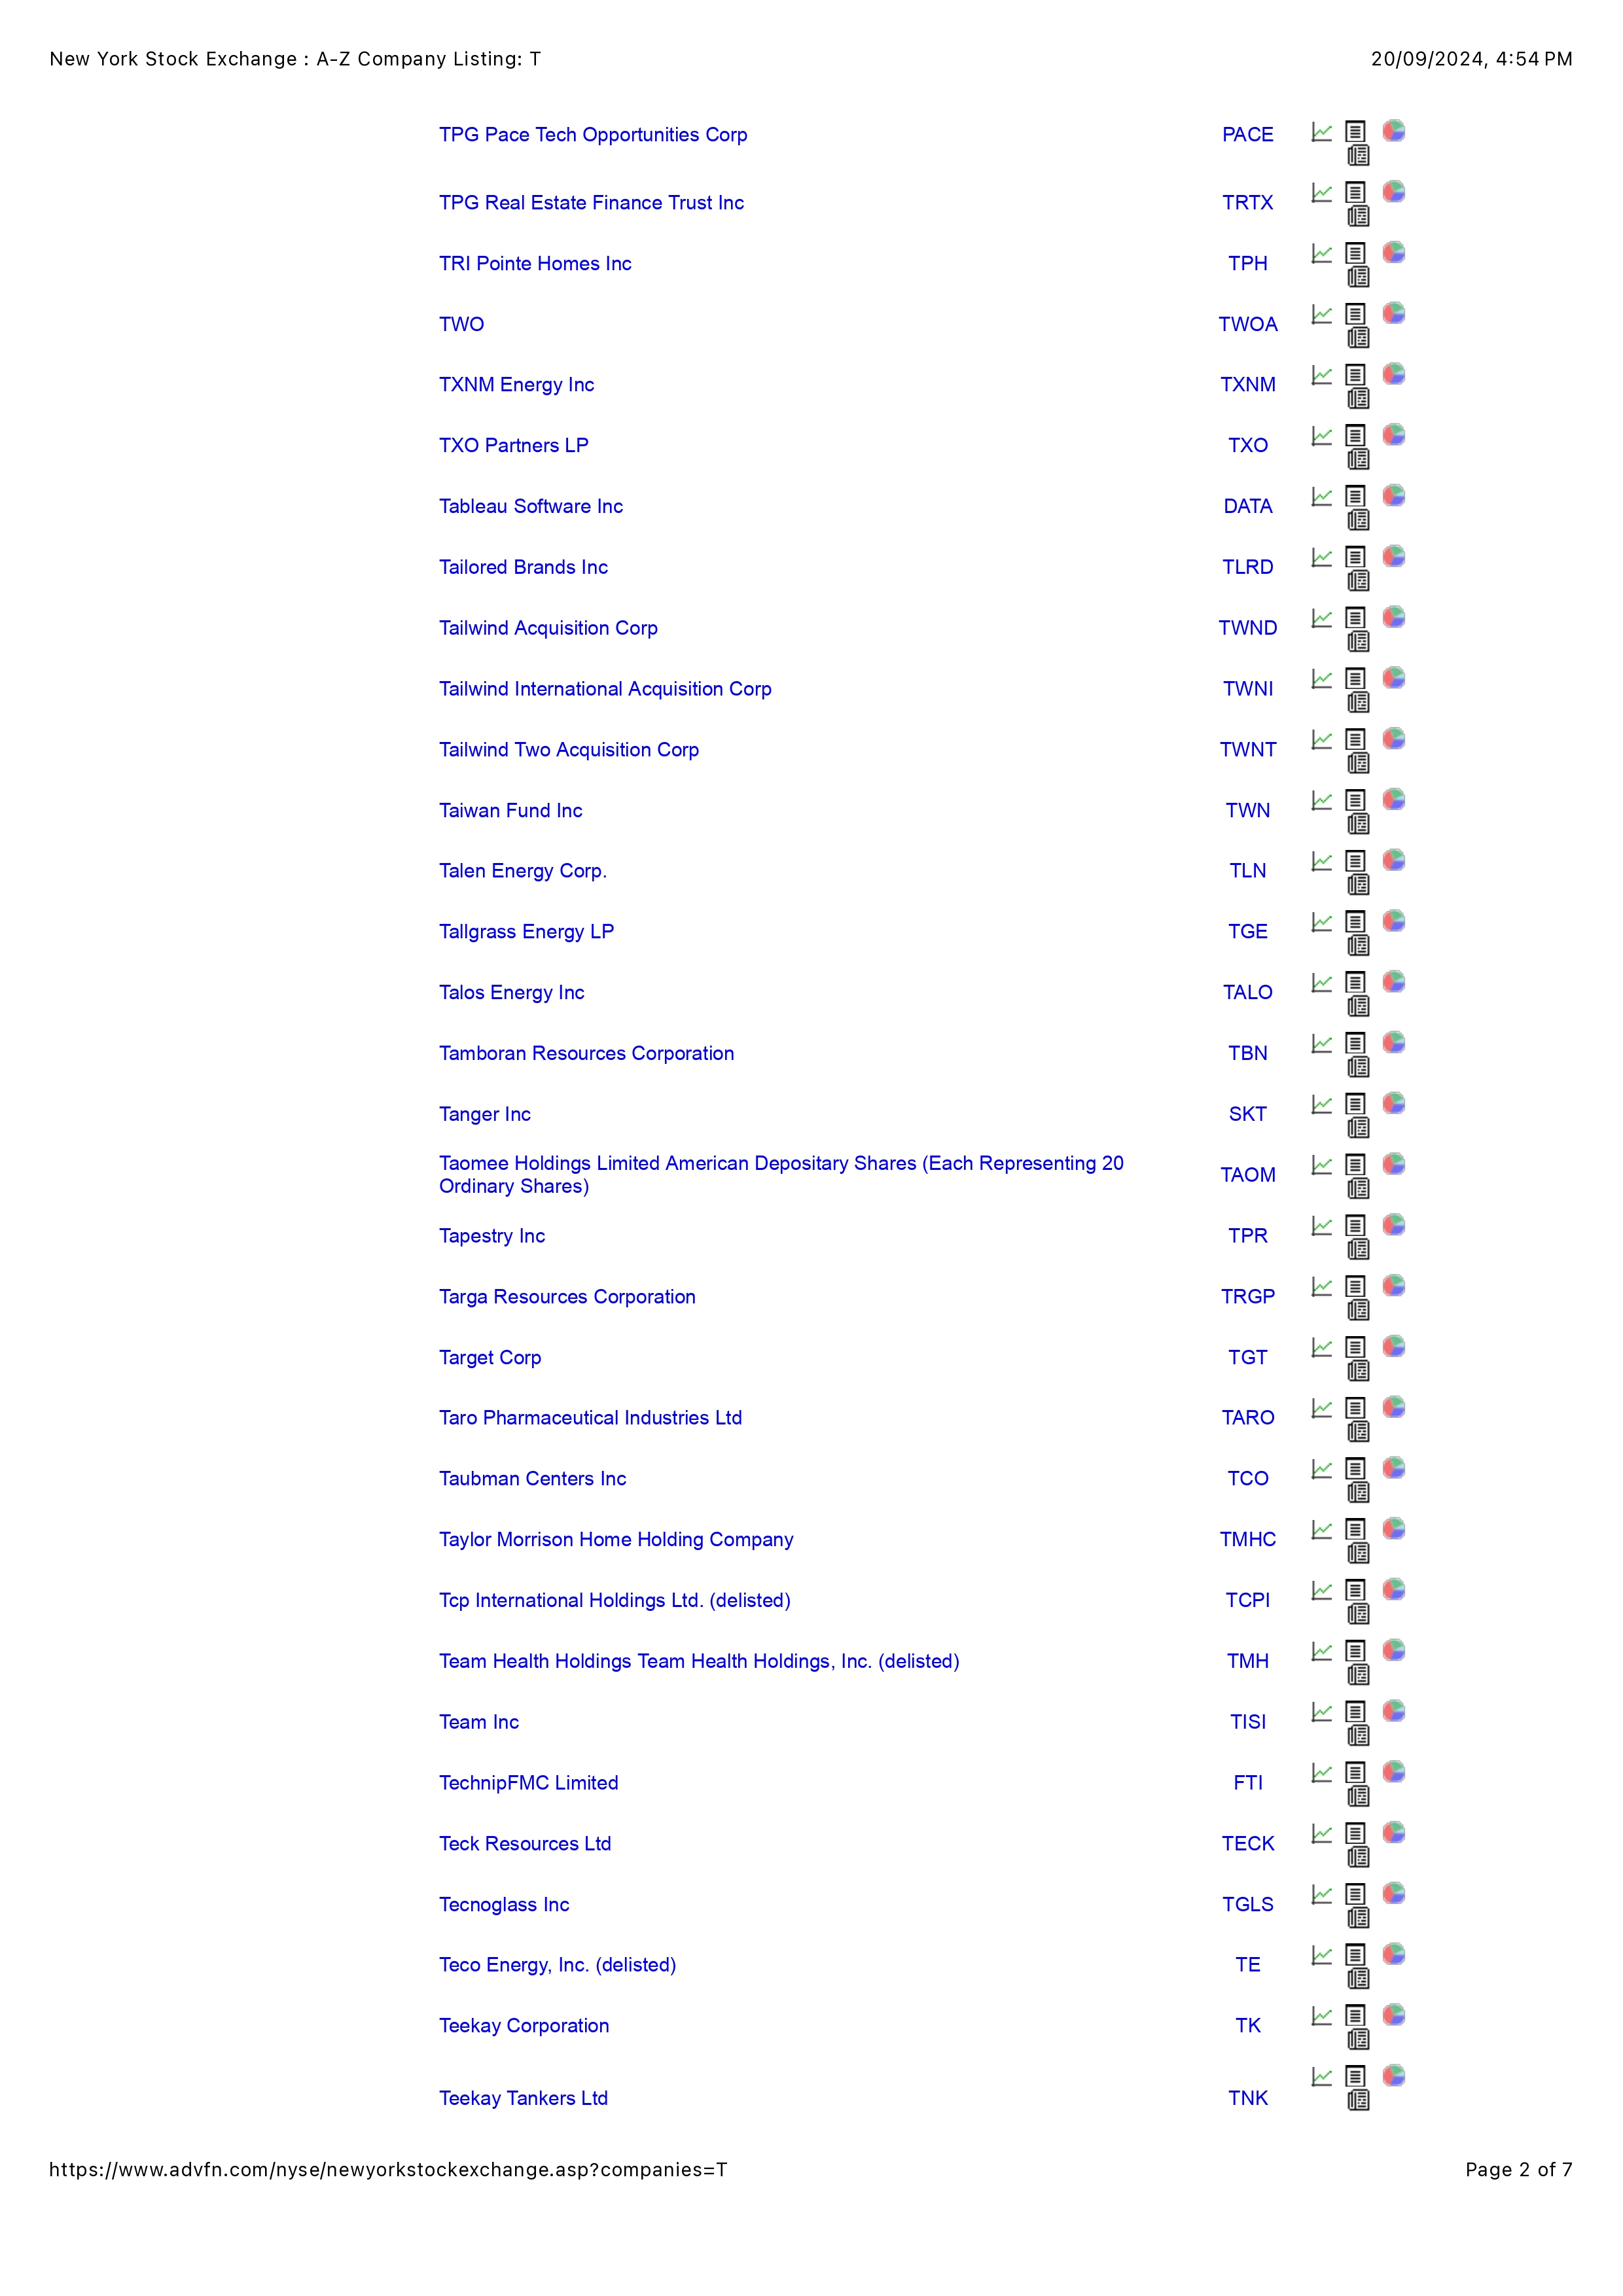 New York Stock Exchange : A-Z Company Listing: T 20/09/2024, 4:54 PM
TPG Pace Tech Opportunities Corp PACE
TPG Real Estate Finance Trust Inc TRTX
TRI Pointe Homes Inc TPH
TWO TWOA
TXNM Energy Inc TXNM
TXO Partners LP TXO
Tableau Software Inc DATA
Tailored Brands Inc TLRD
Tailwind Acquisition Corp TWND
Tailwind International Acquisition Corp TWNI
Tailwind Two Acquisition Corp TWNT
Taiwan Fund Inc TWN
Talen Energy Corp. TLN
Tallgrass Energy LP TGE
Talos Energy Inc TALO
Tamboran Resources Corporation TBN
Tanger Inc SKT
Taomee Holdings Limited American Depositary Shares (Each Representing 20
Ordinary Shares) TAOM
Tapestry Inc TPR
Targa Resources Corporation TRGP
Target Corp TGT
Taro Pharmaceutical Industries Ltd TARO
Taubman Centers Inc TCO
Taylor Morrison Home Holding Company TMHC
Tcp International Holdings Ltd. (delisted) TCPI
Team Health Holdings Team Health Holdings, Inc. (delisted) TMH
Team Inc TISI
TechnipFMC Limited FTI
Teck Resources Ltd TECK
Tecnoglass Inc TGLS
Teco Energy, Inc. (delisted) TE
Teekay Corporation TK
Teekay Tankers Ltd TNK
https://www.advfn.com/nyse/newyorkstockexchange.asp?companies=T Page 2 of 7